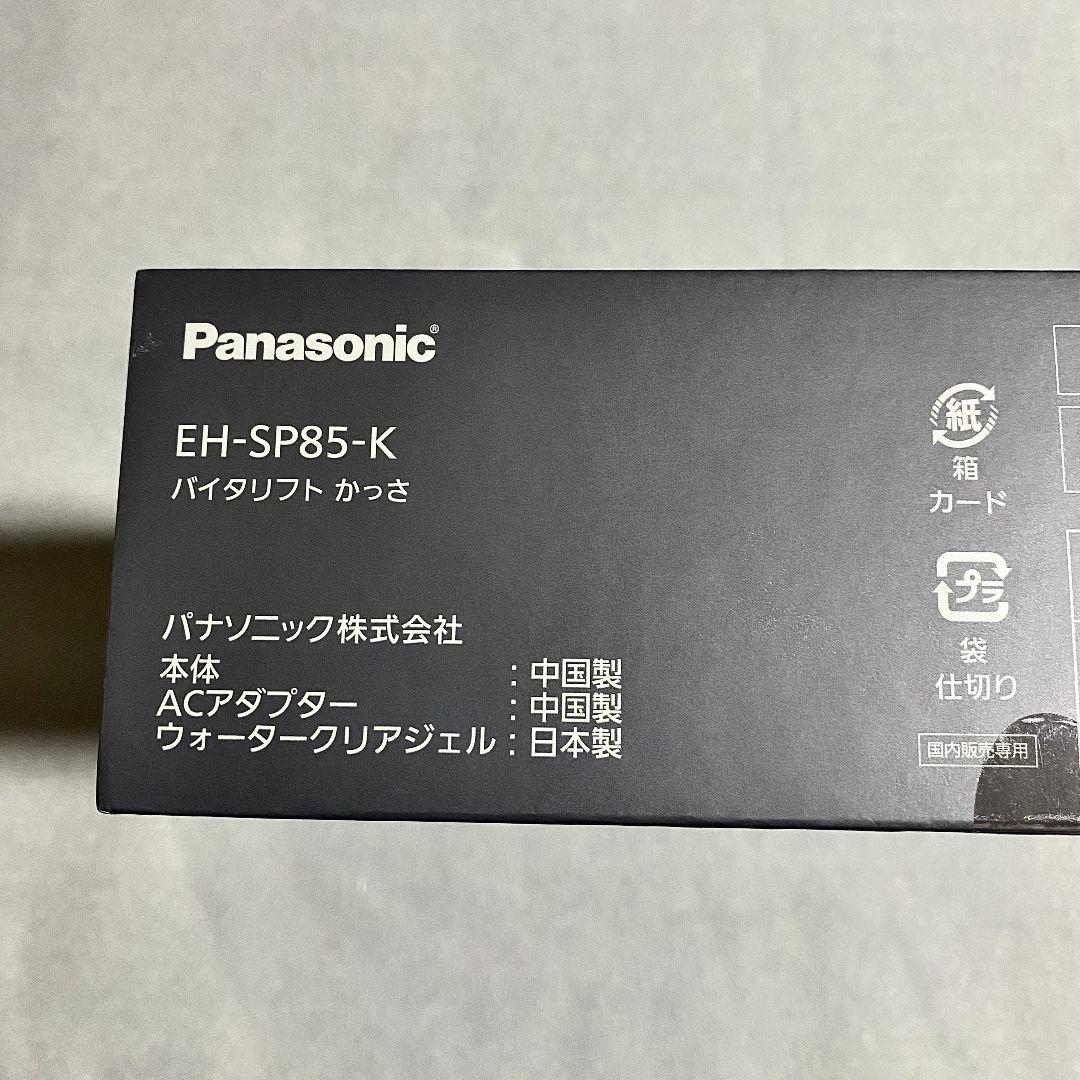 Panasonic®
EH-SP85-K
バイタリフト かっさ
パナソニック株式会社
本体 : 中国製
ACアダプター : 中国製
ウォータークリアジェル : 日本製
紙
箱
カード
プラ
袋
仕切り
国内販売専用